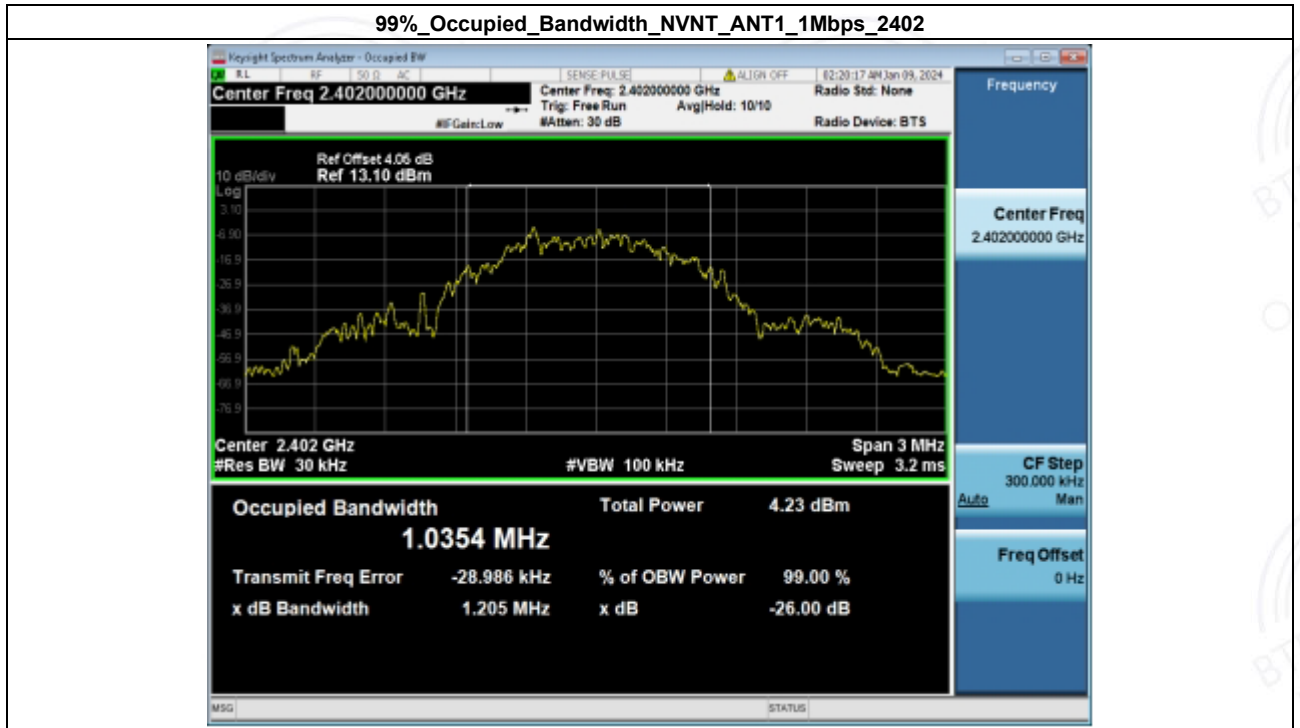 99%_Occupied_Bandwidth_NVNT_ANT1_1Mbps_2402
Keysight Spectrum Analyzer - Occupied BW
RL RF 50 Ω AC SENSE:PULSE ALIGN OFF 02:20:17 AM Jan 09, 2024
Center Freq 2.402000000 GHz
Center Freq: 2.402000000 GHz
Radio Std: None
Trig: Free Run Avg|Hold: 10/10
#IFGain:Low #Atten: 30 dB Radio Device: BTS
Frequency
Ref Offset 4.06 dB
10 dB/div Ref 13.10 dBm
Log
3.10
-6.90
-16.9
-26.9
-36.9
-46.9
-56.9
-66.9
-76.9
Center 2.402 GHz Span 3 MHz
#Res BW 30 kHz #VBW 100 kHz Sweep 3.2 ms
Center Freq
2.402000000 GHz
CF Step
300.000 kHz
Auto Man
Freq Offset
0 Hz
Occupied Bandwidth Total Power 4.23 dBm
1.0354 MHz
Transmit Freq Error -28.986 kHz % of OBW Power 99.00 %
x dB Bandwidth 1.205 MHz x dB -26.00 dB
MSG STATUS